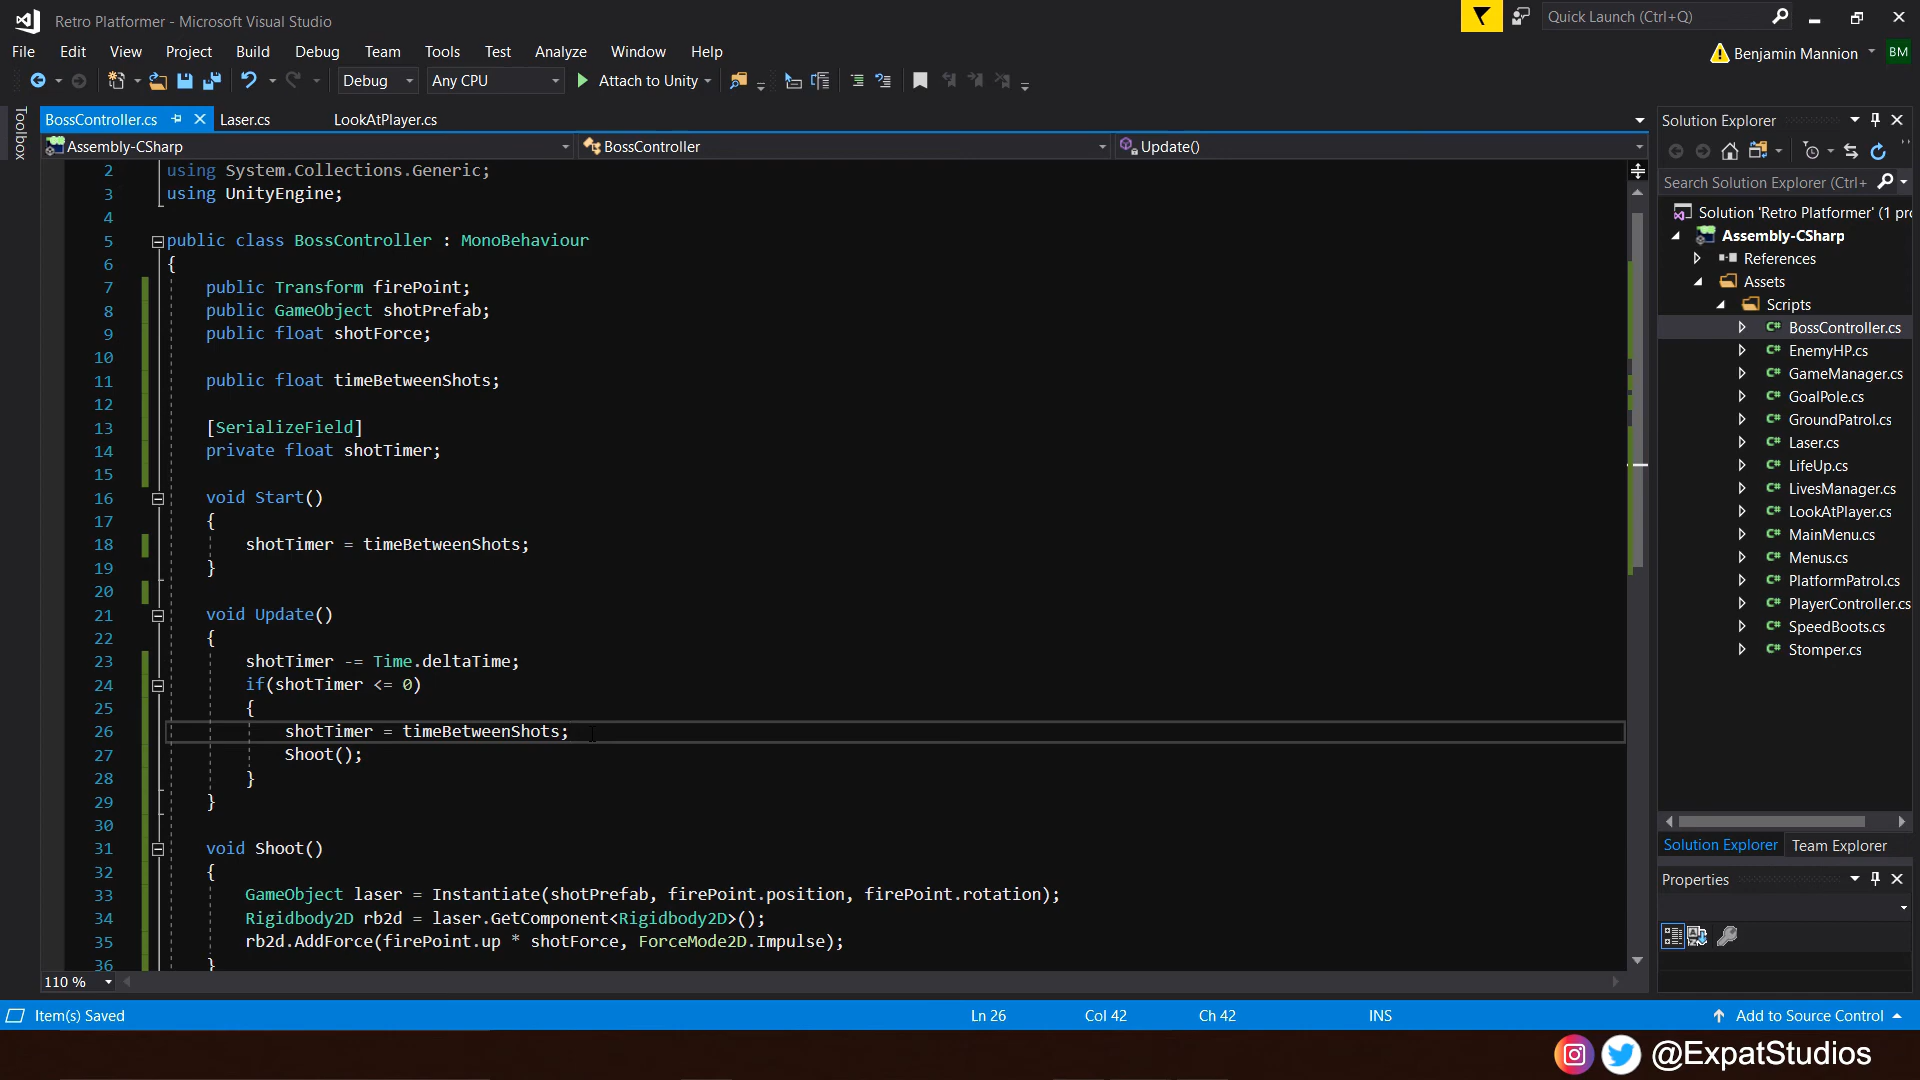 Retro Platformer - Microsoft Visual Studio
Quick Launch (Ctrl+Q)
File Edit View Project Build Debug Team Tools Test Analyze Window Help
Benjamin Mannion BM
Debug Any CPU Attach to Unity
Toolbox
BossController.cs Laser.cs LookAtPlayer.cs
Assembly-CSharp BossController Update()
2 using System.Collections.Generic;
3 using UnityEngine;
4
5 public class BossController : MonoBehaviour
6 {
7 public Transform firePoint;
8 public GameObject shotPrefab;
9 public float shotForce;
10
11 public float timeBetweenShots;
12
13 [SerializeField]
14 private float shotTimer;
15
16 void Start()
17 {
18 shotTimer = timeBetweenShots;
19 }
20
21 void Update()
22 {
23 shotTimer -= Time.deltaTime;
24 if(shotTimer <= 0)
25 {
26 shotTimer = timeBetweenShots;
27 Shoot();
28 }
29 }
30
31 void Shoot()
32 {
33 GameObject laser = Instantiate(shotPrefab, firePoint.position, firePoint.rotation);
34 Rigidbody2D rb2d = laser.GetComponent<Rigidbody2D>();
35 rb2d.AddForce(firePoint.up * shotForce, ForceMode2D.Impulse);
36 }
110 %
Solution Explorer
Search Solution Explorer (Ctrl+
Solution 'Retro Platformer' (1 pro
Assembly-CSharp
References
Assets
Scripts
C# BossController.cs
C# EnemyHP.cs
C# GameManager.cs
C# GoalPole.cs
C# GroundPatrol.cs
C# Laser.cs
C# LifeUp.cs
C# LivesManager.cs
C# LookAtPlayer.cs
C# MainMenu.cs
C# Menus.cs
C# PlatformPatrol.cs
C# PlayerController.cs
C# SpeedBoots.cs
C# Stomper.cs
Solution Explorer Team Explorer
Properties
Item(s) Saved Ln 26 Col 42 Ch 42 INS Add to Source Control
@ExpatStudios